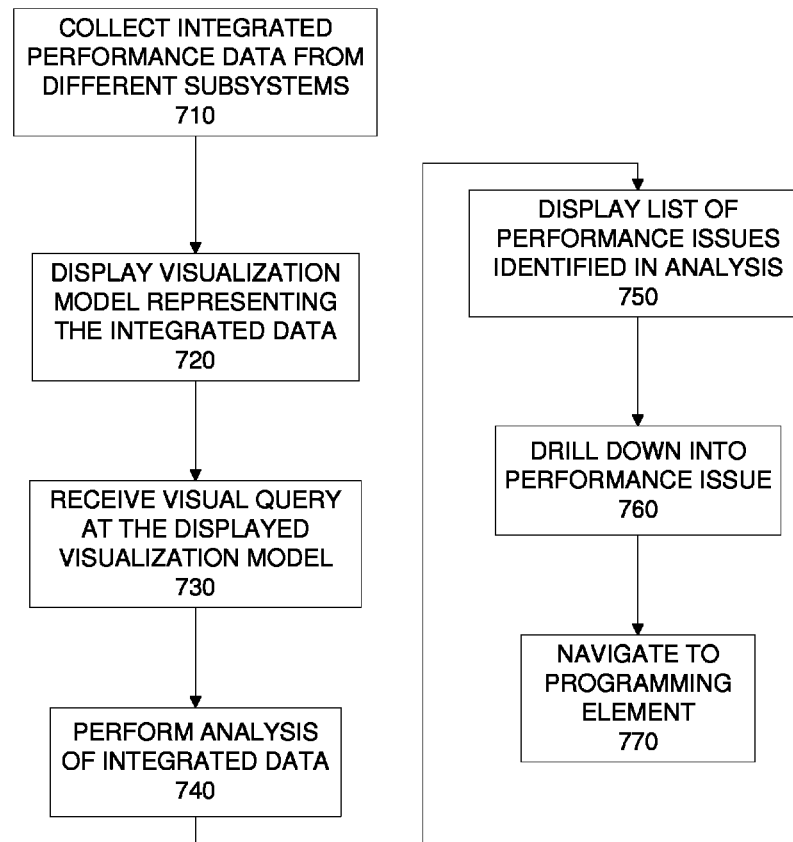 COLLECT INTEGRATED
PERFORMANCE DATA FROM
DIFFERENT SUBSYSTEMS
710
DISPLAY VISUALIZATION
MODEL REPRESENTING
THE INTEGRATED DATA
720
RECEIVE VISUAL QUERY
AT THE DISPLAYED
VISUALIZATION MODEL
730
PERFORM ANALYSIS
OF INTEGRATED DATA
740
DISPLAY LIST OF
PERFORMANCE ISSUES
IDENTIFIED IN ANALYSIS
750
DRILL DOWN INTO
PERFORMANCE ISSUE
760
NAVIGATE TO
PROGRAMMING
ELEMENT
770